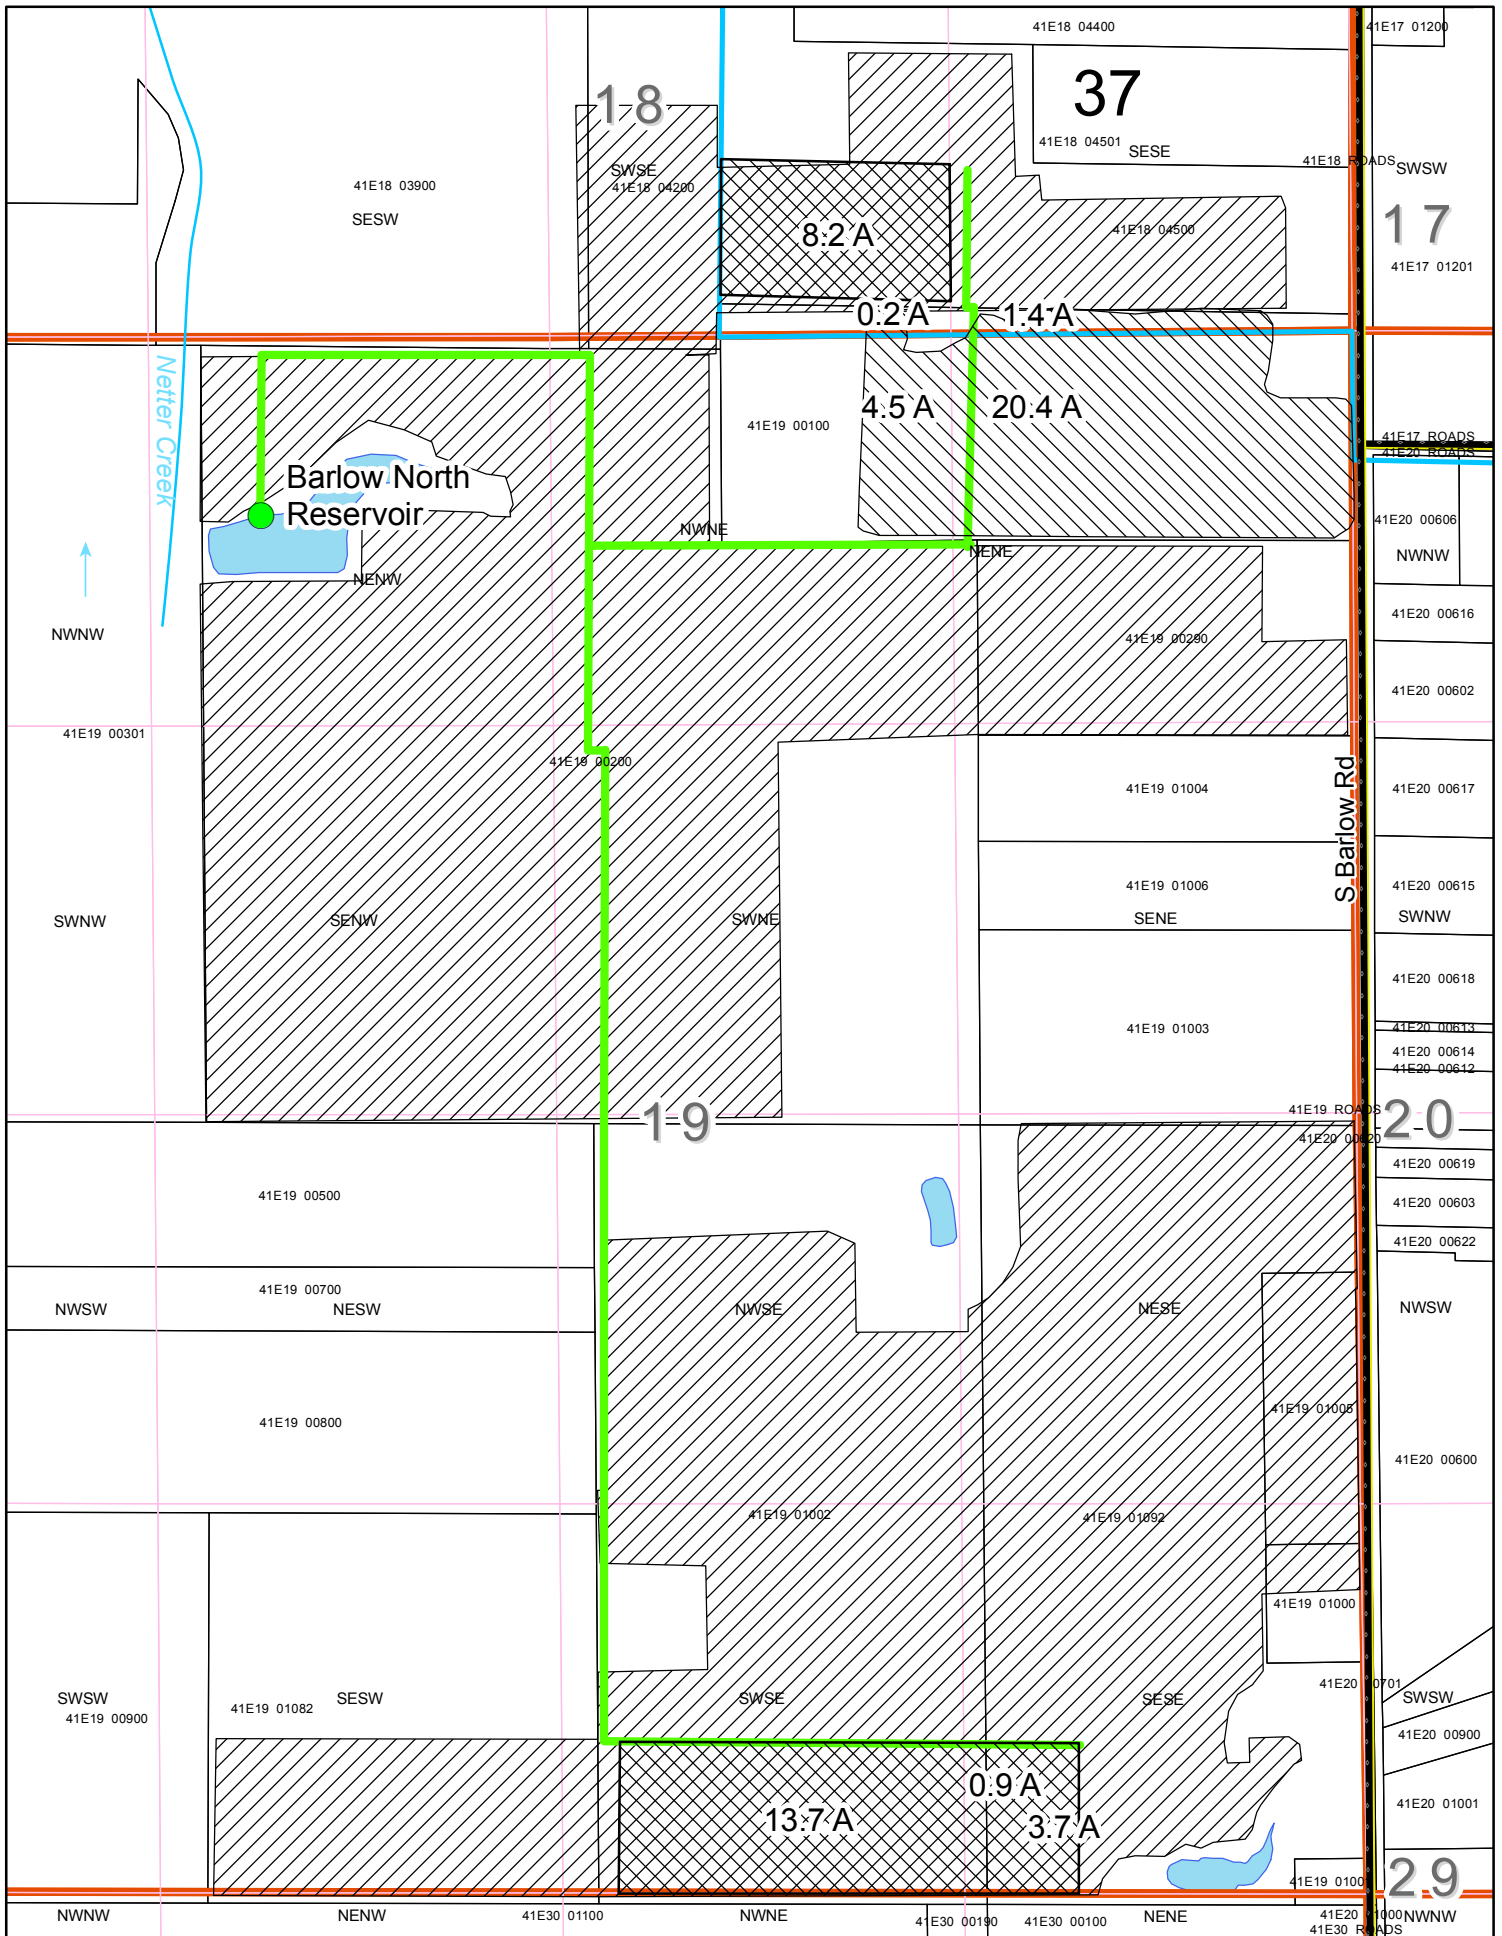 41E18 04400
41E17 01200
37
18
41E18 04501
SESE
41E18 ROADS
SWSW
SWSE
41E18 03900
41E18 04200
SESW
17
8.2 A
41E18 04500
41E17 01201
0.2 A
1.4 A
Netter Creek
4.5 A
20.4 A
41E19 00100
41E17 ROADS
41E20 ROADS
Barlow North
Reservoir
41E20 00606
NWNE
NENE
NWNW
NENW
41E20 00616
NWNW
41E19 00290
41E20 00602
41E19 00301
41E19 00200
S Barlow Rd
41E19 01004
41E20 00617
41E19 01006
41E20 00615
SWNW
SENW
SWNE
SENE
SWNW
41E20 00618
41E19 01003
41E20 00613
41E20 00614
41E20 00612
19
41E19 ROADS
20
41E20 00620
41E20 00619
41E19 00500
41E20 00603
41E20 00622
41E19 00700
NWSW
NESW
NWSE
NESE
NWSW
41E19 00800
41E19 01005
41E20 00600
41E19 01002
41E19 01092
41E19 01000
41E20 00701
SWSW
SESW
SWSE
SESE
SWSW
41E19 00900
41E19 01082
41E20 00900
0.9 A
13.7 A
3.7 A
41E20 01001
29
NWNW
NENW
41E30 01100
NWNE
41E30 00190
41E30 00100
NENE
NWNW
41E30 ROADS